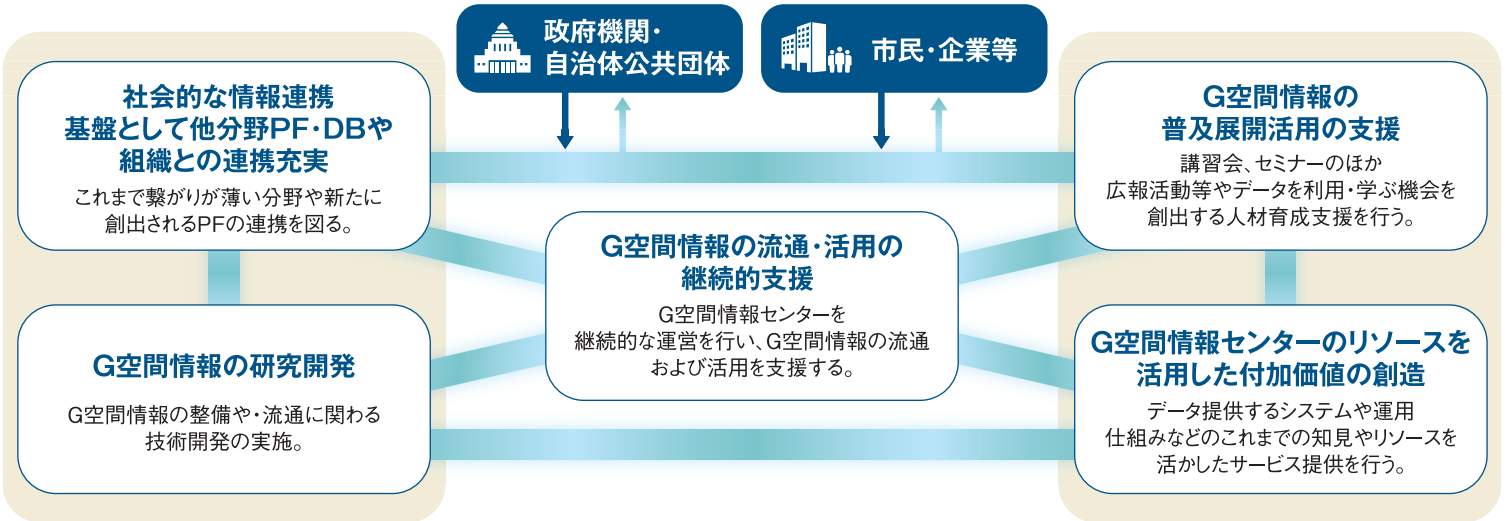 政府機関・
自治体公共団体
市民・企業等
社会的な情報連携
基盤として他分野PF・DBや
組織との連携充実
これまで繋がりが薄い分野や新たに
創出されるPFの連携を図る。
G空間情報の
普及展開活用の支援
講習会、セミナーのほか
広報活動等やデータを利用・学ぶ機会を
創出する人材育成支援を行う。
G空間情報の流通・活用の
継続的支援
G空間情報センターを
継続的な運営を行い、G空間情報の流通
および活用を支援する。
G空間情報の研究開発
G空間情報の整備や・流通に関わる
技術開発の実施。
G空間情報センターのリソースを
活用した付加価値の創造
データ提供するシステムや運用
仕組みなどのこれまでの知見やリソースを
活かしたサービス提供を行う。